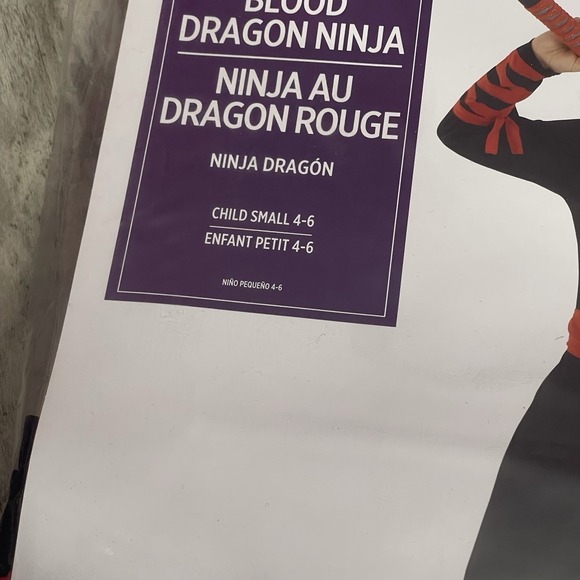 BLOOD
DRAGON NINJA
NINJA AU
DRAGON ROUGE
NINJA DRAGÓN
CHILD SMALL 4-6
ENFANT PETIT 4-6
NIÑO PEQUEÑO 4-6